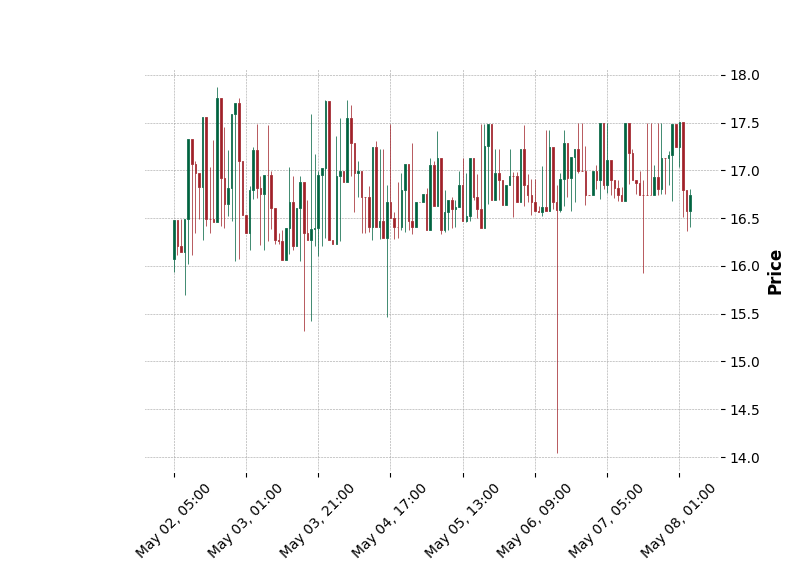 18.0
17.5
17.0
16.5
16.0
15.5
15.0
14.5
14.0
Price
May 02, 05:00
May 03, 01:00
May 03, 21:00
May 04, 17:00
May 05, 13:00
May 06, 09:00
May 07, 05:00
May 08, 01:00